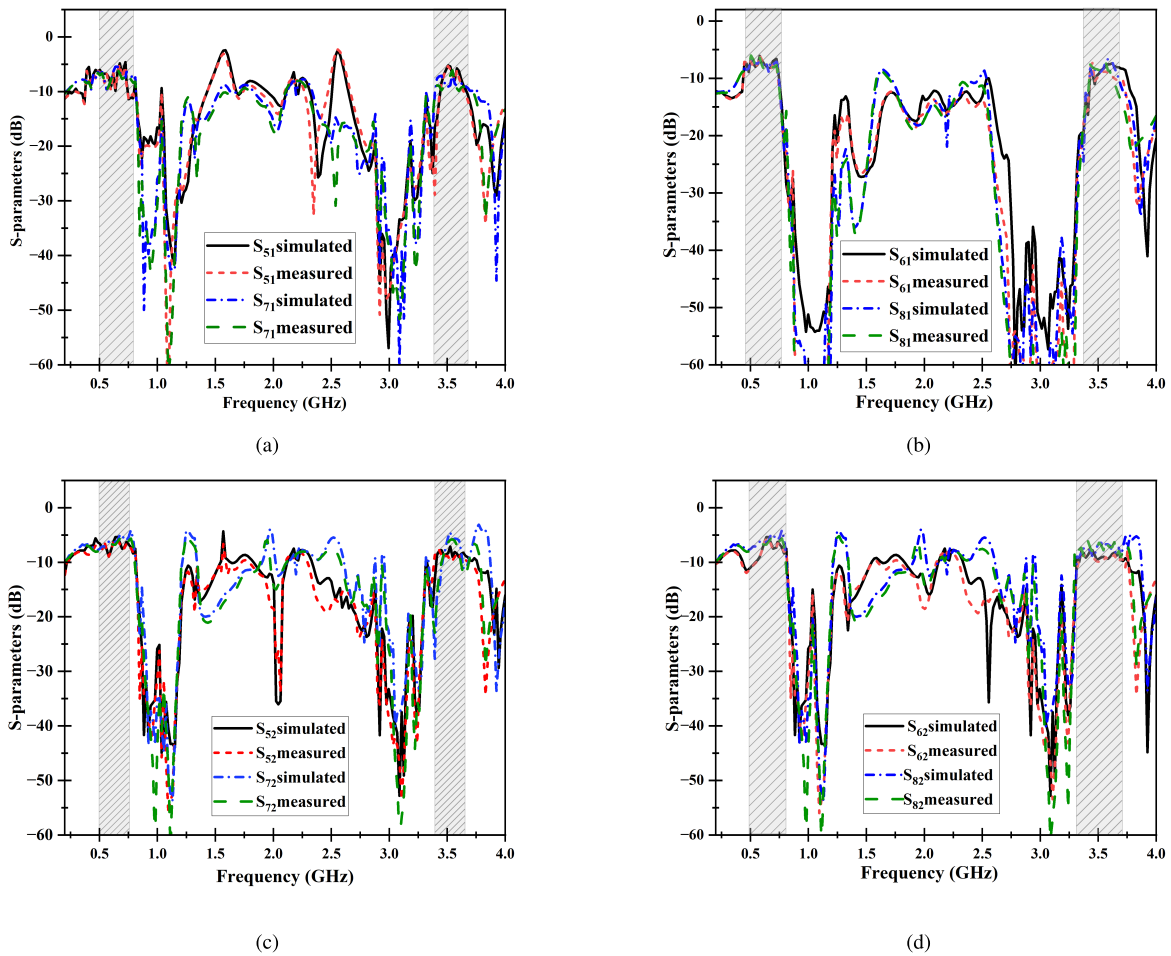 0
−10
−20
−30
−40
−50
−60
S-parameters (dB)
S51simulated
S51measured
S71simulated
S71measured
0.5 1.0 1.5 2.0 2.5 3.0 3.5 4.0
Frequency (GHz)
(a)
0
−10
−20
−30
−40
−50
−60
S-parameters (dB)
S61simulated
S61measured
S81simulated
S81measured
0.5 1.0 1.5 2.0 2.5 3.0 3.5 4.0
Frequency (GHz)
(b)
0
−10
−20
−30
−40
−50
−60
S-parameters (dB)
S52simulated
S52measured
S72simulated
S72measured
0.5 1.0 1.5 2.0 2.5 3.0 3.5 4.0
Frequency (GHz)
(c)
0
−10
−20
−30
−40
−50
−60
S-parameters (dB)
S62simulated
S62measured
S82simulated
S82measured
0.5 1.0 1.5 2.0 2.5 3.0 3.5 4.0
Frequency (GHz)
(d)